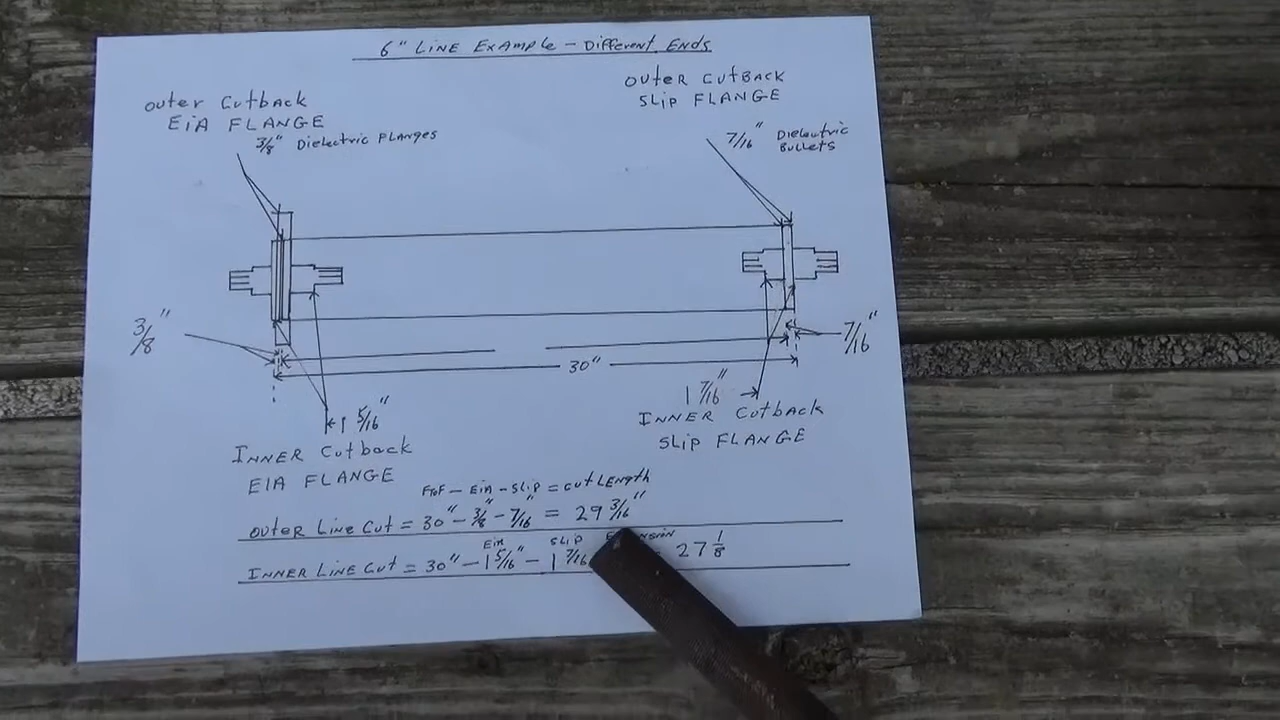 6" LINE EXAMPLE - DIFFERENT ENDS
OUTER CUTBACK
EIA FLANGE
3/8" DIELECTRIC FLANGES
OUTER CUTBACK
SLIP FLANGE
7/16" DIELECTRIC
BULLETS
3/8"
7/16"
30"
1 5/16"
INNER CUTBACK
EIA FLANGE
1 7/16"
INNER CUTBACK
SLIP FLANGE
FTOF - EIA - SLIP = CUT LENGTH
OUTER LINE CUT = 30" - 3/8" - 7/16" = 29 3/16"
EIA SLIP
INNER LINE CUT = 30" - 1 5/16" - 1 7/16 = 27 1/8